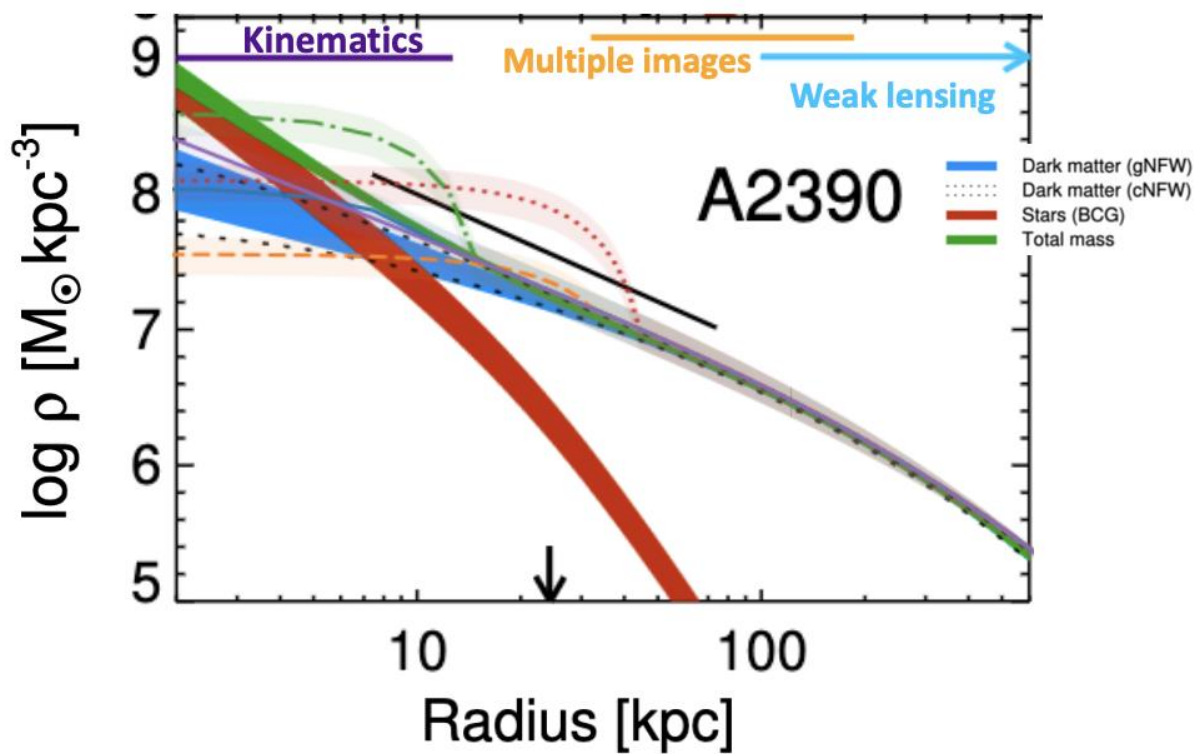 9
Kinematics
Multiple images
Weak lensing
A2390
Dark matter (gNFW)
Dark matter (cNFW)
Stars (BCG)
Total mass
8
7
6
5
log ρ [M⊙kpc⁻³]
10
100
Radius [kpc]